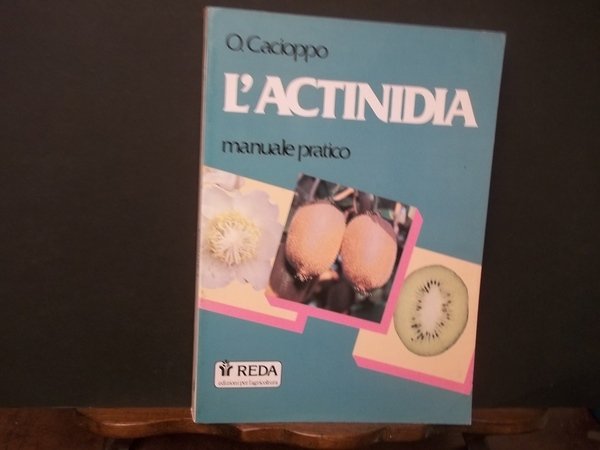 O. Cacioppo
L'ACTINIDIA
manuale pratico
REDA
edizioni per l'agricoltura